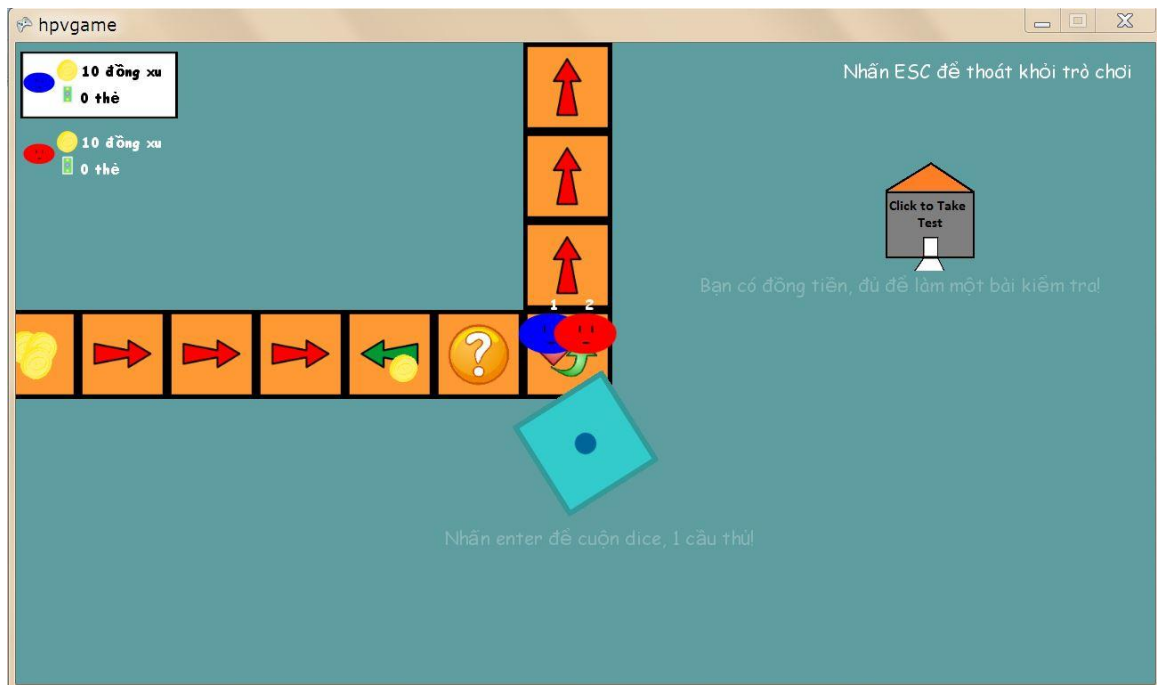 hpvgame
10 đồng xu
0 thẻ
10 đồng xu
0 thẻ
Nhấn ESC để thoát khỏi trò chơi
Click to Take
Test
Bạn có đồng tiền, đủ để làm một bài kiểm tra!
1 2
?
Nhấn enter để cuộn dice, 1 cầu thủ!